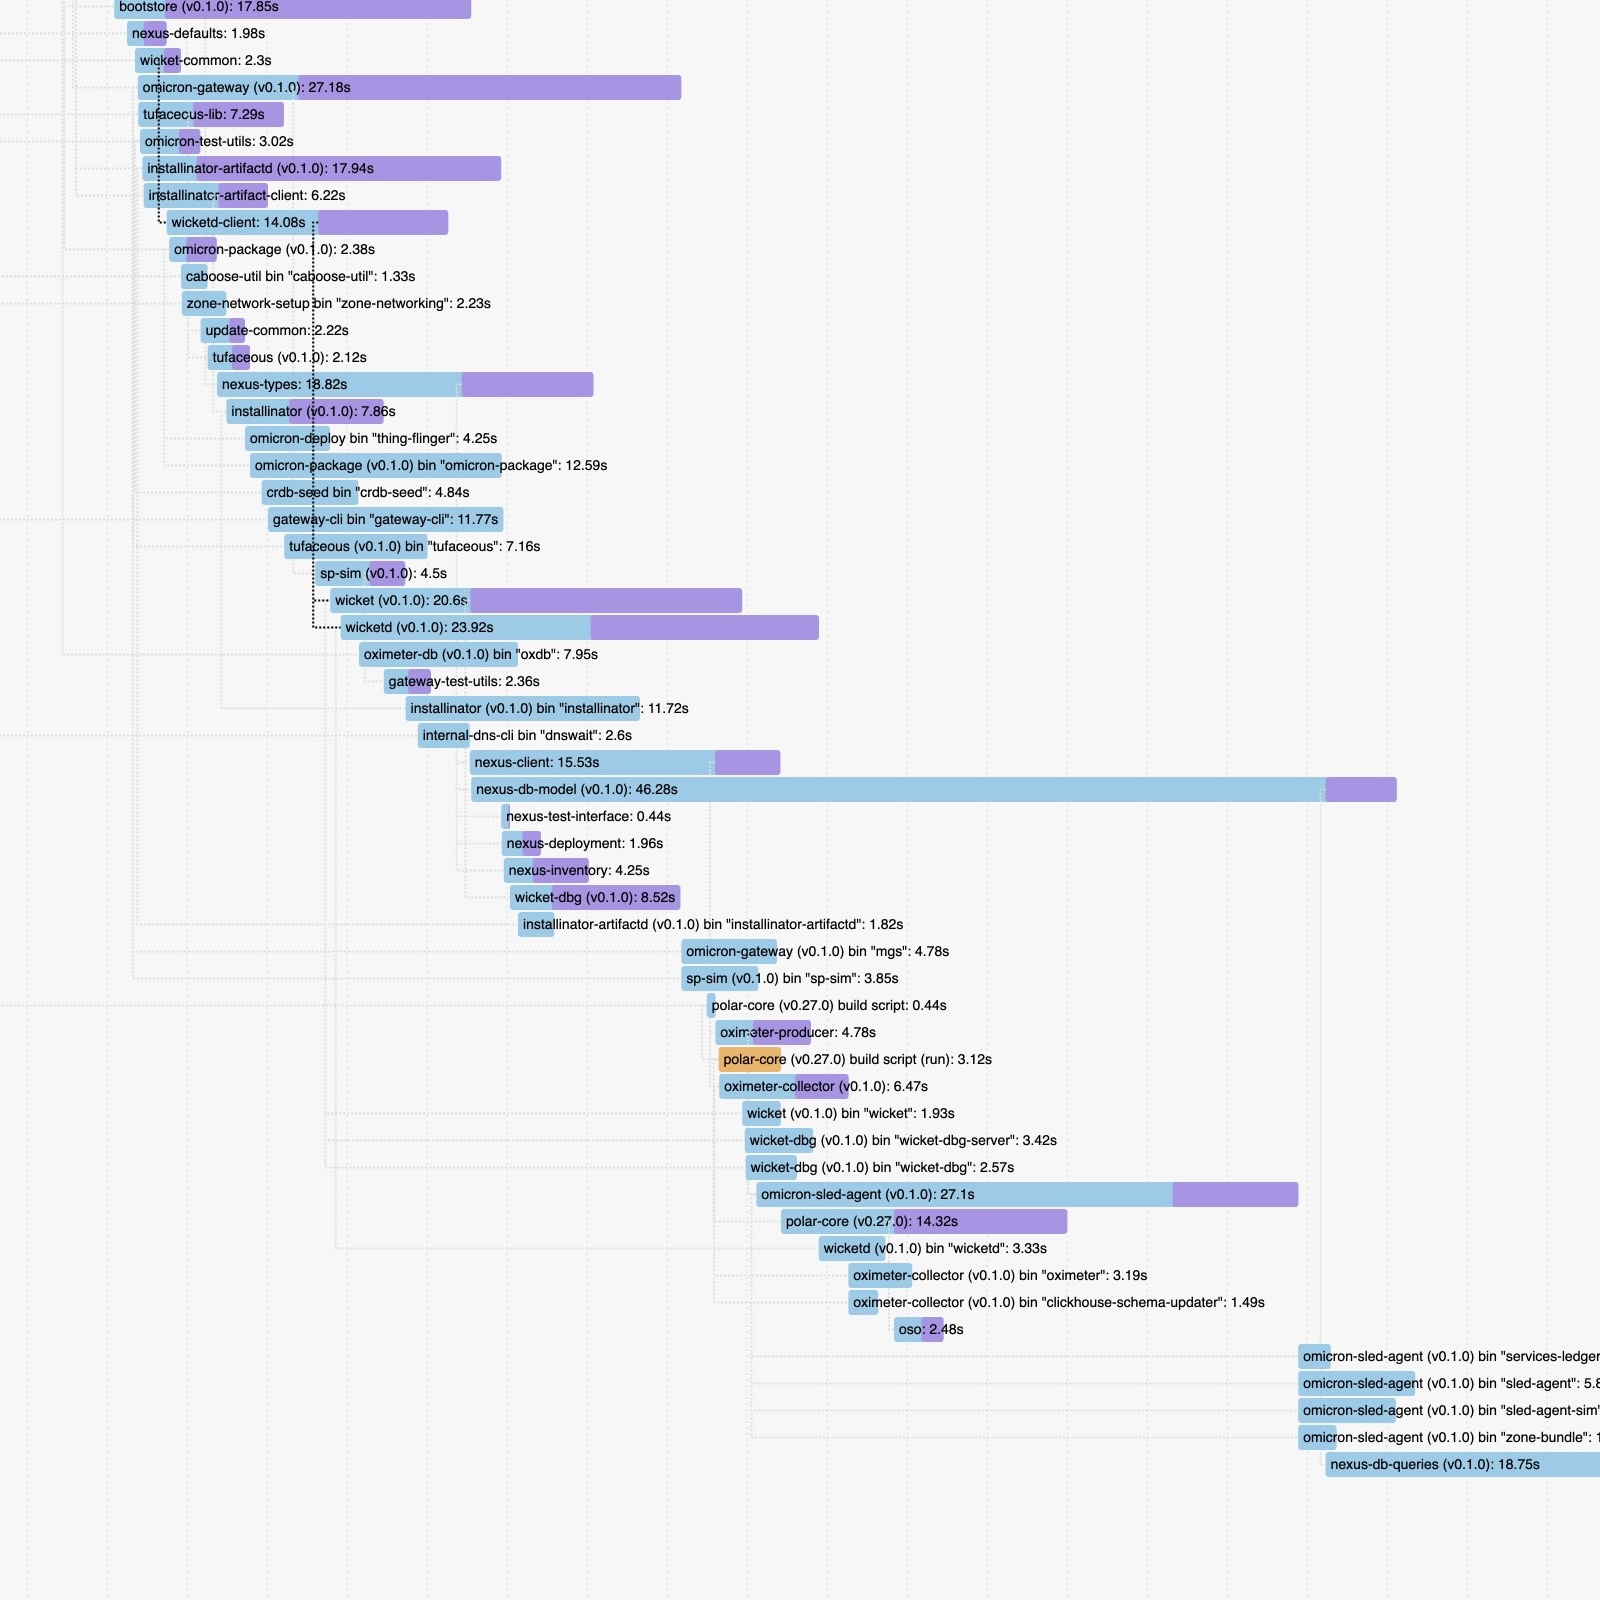 bootstore (v0.1.0): 17.85s
nexus-defaults: 1.98s
wicket-common: 2.3s
omicron-gateway (v0.1.0): 27.18s
tufaceous-lib: 7.29s
omicron-test-utils: 3.02s
installinator-artifactd (v0.1.0): 17.94s
installinator-artifact-client: 6.22s
wicketd-client: 14.08s
omicron-package (v0.1.0): 2.38s
caboose-util bin "caboose-util": 1.33s
zone-network-setup bin "zone-networking": 2.23s
update-common: 2.22s
tufaceous (v0.1.0): 2.12s
nexus-types: 18.82s
installinator (v0.1.0): 7.86s
omicron-deploy bin "thing-flinger": 4.25s
omicron-package (v0.1.0) bin "omicron-package": 12.59s
crdb-seed bin "crdb-seed": 4.84s
gateway-cli bin "gateway-cli": 11.77s
tufaceous (v0.1.0) bin "tufaceous": 7.16s
sp-sim (v0.1.0): 4.5s
wicket (v0.1.0): 20.6s
wicketd (v0.1.0): 23.92s
oximeter-db (v0.1.0) bin "oxdb": 7.95s
gateway-test-utils: 2.36s
installinator (v0.1.0) bin "installinator": 11.72s
internal-dns-cli bin "dnswait": 2.6s
nexus-client: 15.53s
nexus-db-model (v0.1.0): 46.28s
nexus-test-interface: 0.44s
nexus-deployment: 1.96s
nexus-inventory: 4.25s
wicket-dbg (v0.1.0): 8.52s
installinator-artifactd (v0.1.0) bin "installinator-artifactd": 1.82s
omicron-gateway (v0.1.0) bin "mgs": 4.78s
sp-sim (v0.1.0) bin "sp-sim": 3.85s
polar-core (v0.27.0) build script: 0.44s
oximeter-producer: 4.78s
polar-core (v0.27.0) build script (run): 3.12s
oximeter-collector (v0.1.0): 6.47s
wicket (v0.1.0) bin "wicket": 1.93s
wicket-dbg (v0.1.0) bin "wicket-dbg-server": 3.42s
wicket-dbg (v0.1.0) bin "wicket-dbg": 2.57s
omicron-sled-agent (v0.1.0): 27.1s
polar-core (v0.27.0): 14.32s
wicketd (v0.1.0) bin "wicketd": 3.33s
oximeter-collector (v0.1.0) bin "oximeter": 3.19s
oximeter-collector (v0.1.0) bin "clickhouse-schema-updater": 1.49s
oso: 2.48s
omicron-sled-agent (v0.1.0) bin "services-ledger
omicron-sled-agent (v0.1.0) bin "sled-agent": 5.8
omicron-sled-agent (v0.1.0) bin "sled-agent-sim"
omicron-sled-agent (v0.1.0) bin "zone-bundle": 1
nexus-db-queries (v0.1.0): 18.75s